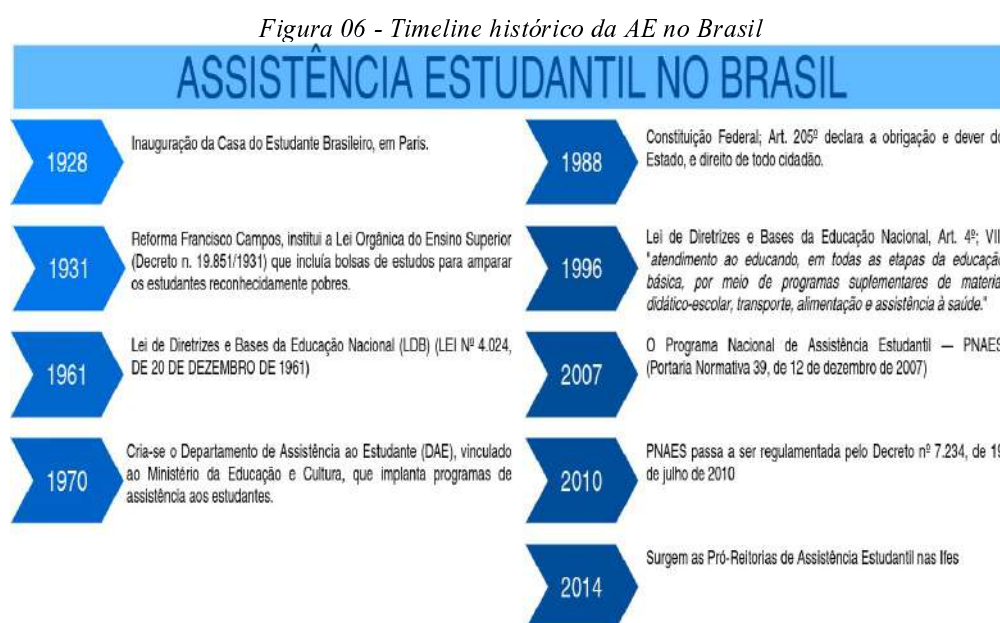 Figura 06 - Timeline histórico da AE no Brasil
ASSISTÊNCIA ESTUDANTIL NO BRASIL
1928
Inauguração da Casa do Estudante Brasileiro, em Paris.
1931
Reforma Francisco Campos, institui a Lei Orgânica do Ensino Superior
(Decreto n. 19.851/1931) que incluía bolsas de estudos para amparar
os estudantes reconhecidamente pobres.
1961
Lei de Diretrizes e Bases da Educação Nacional (LDB) (LEI Nº 4.024,
DE 20 DE DEZEMBRO DE 1961)
1970
Cria-se o Departamento de Assistência ao Estudante (DAE), vinculado
ao Ministério da Educação e Cultura, que implanta programas de
assistência aos estudantes.
1988
Constituição Federal; Art. 205º declara a obrigação e dever do
Estado, e direito de todo cidadão.
1996
Lei de Diretrizes e Bases da Educação Nacional, Art. 4º; VII
"atendimento ao educando, em todas as etapas da educação
básica, por meio de programas suplementares de materia
didático-escolar, transporte, alimentação e assistência à saúde."
2007
O Programa Nacional de Assistência Estudantil — PNAES
(Portaria Normativa 39, de 12 de dezembro de 2007)
2010
PNAES passa a ser regulamentada pelo Decreto nº 7.234, de 19
de julho de 2010
2014
Surgem as Pró-Reitorias de Assistência Estudantil nas Ifes